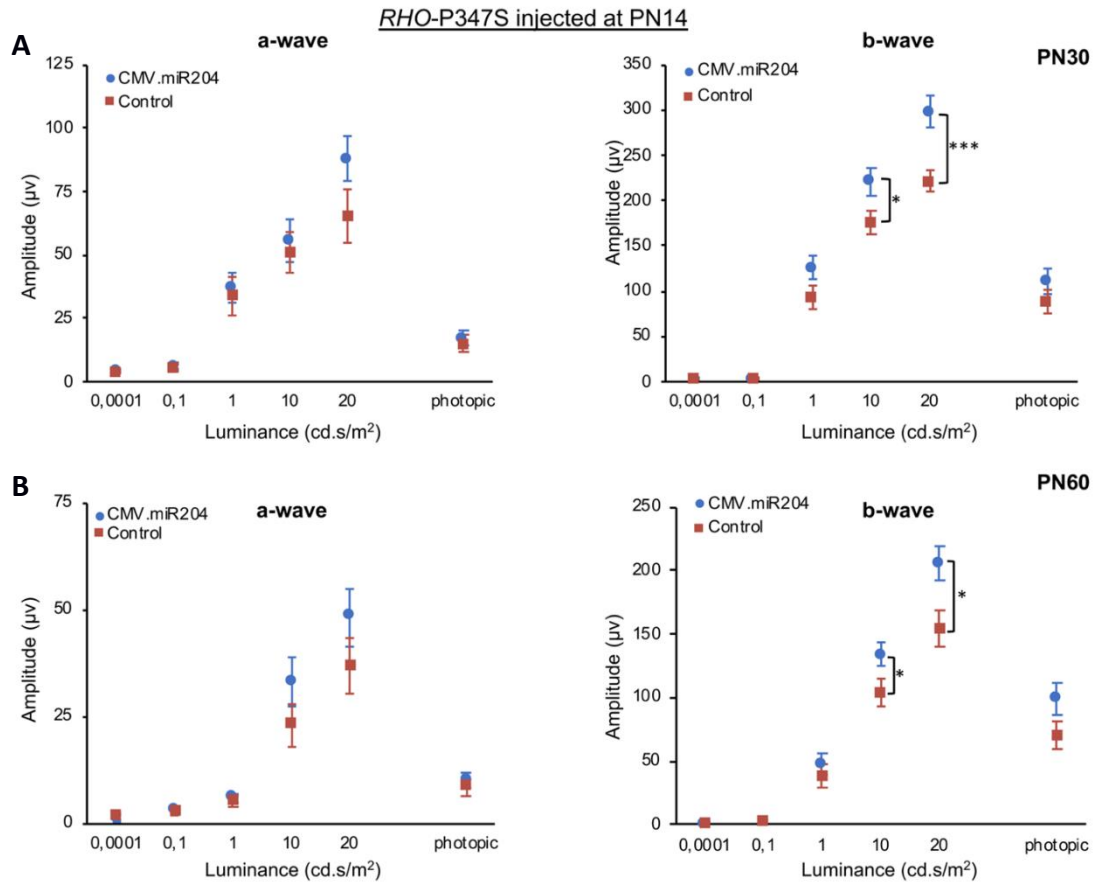 RHO-P347S injected at PN14
A
a-wave
b-wave
PN30
CMV.miR204
Control
125
100
75
50
25
0
Amplitude (µv)
0,0001 0,1 1 10 20 photopic
Luminance (cd.s/m²)
CMV.miR204
Control
350
300
250
200
150
100
50
0
Amplitude (µv)
*
***
0,0001 0,1 1 10 20 photopic
Luminance (cd.s/m²)
B
a-wave
b-wave
PN60
CMV.miR204
Control
75
50
25
0
Amplitude (µv)
0,0001 0,1 1 10 20 photopic
Luminance (cd.s/m²)
CMV.miR204
Control
250
200
150
100
50
0
Amplitude (µv)
*
*
0,0001 0,1 1 10 20 photopic
Luminance (cd.s/m²)